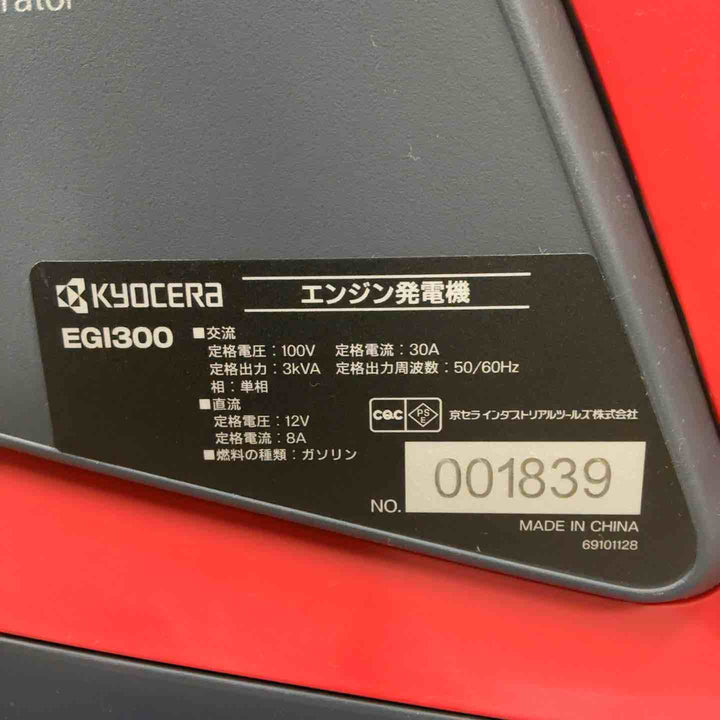 KYOCERA エンジン発電機
EGI300
■交流
定格電圧：100V 定格電流：30A
定格出力：3kVA 定格出力周波数：50/60Hz
相：単相
■直流
定格電圧：12V
定格電流：8A
■燃料の種類：ガソリン
CQC PSE 京セラインダストリアルツールズ株式会社
NO. 001839
MADE IN CHINA
69101128